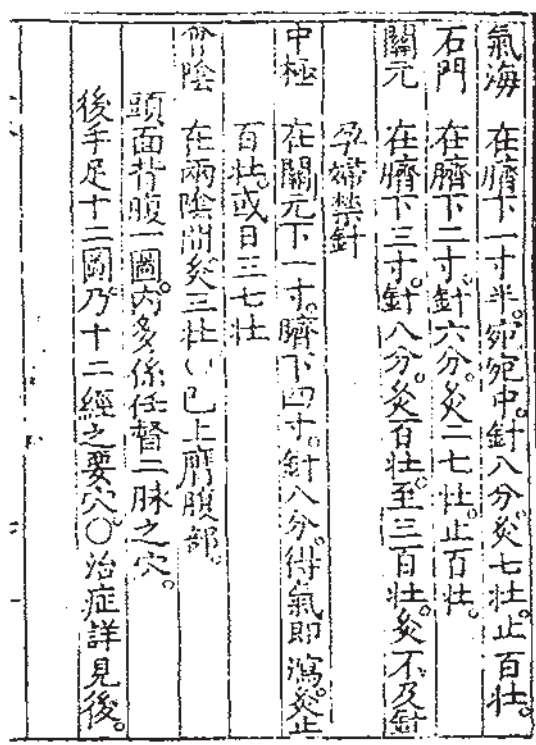 氣海　在臍下一寸半。宛宛中。針八分。灸七壯。止百壯。
石門　在臍下二寸。針六分。灸二七壯。止百壯。
關元　在臍下三寸。針八分。灸百壯。至三百壯。灸不及針
孕婦禁針
中極　在關元下一寸。臍下四寸。針八分。得氣即瀉。灸止
百壯。或日三七壯
會陰　在兩陰間灸三壯〇已上膺腹部。
頭面背腹一圖。內多係任督二脉之穴。
後手足十二圖乃十二經之要穴。〇治症詳見後。